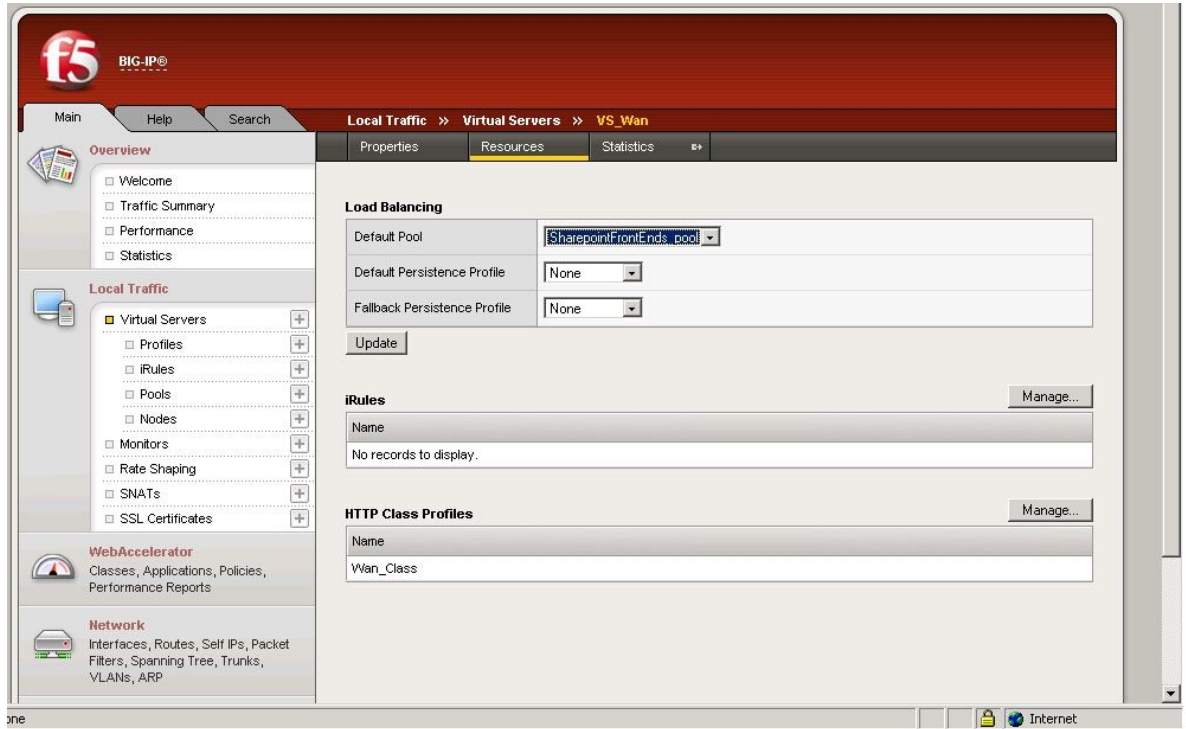 f5
BIG-IP®
Main Help Search
Local Traffic » Virtual Servers » VS_Wan
Properties Resources Statistics
Overview
Welcome
Traffic Summary
Performance
Statistics
Local Traffic
Virtual Servers
Profiles
iRules
Pools
Nodes
Monitors
Rate Shaping
SNATs
SSL Certificates
WebAccelerator
Classes, Applications, Policies,
Performance Reports
Network
Interfaces, Routes, Self IPs, Packet
Filters, Spanning Tree, Trunks,
VLANs, ARP
Load Balancing
Default Pool SharepointFrontEnds_pool
Default Persistence Profile None
Fallback Persistence Profile None
Update
iRules Manage...
Name
No records to display.
HTTP Class Profiles Manage...
Name
Wan_Class
one Internet